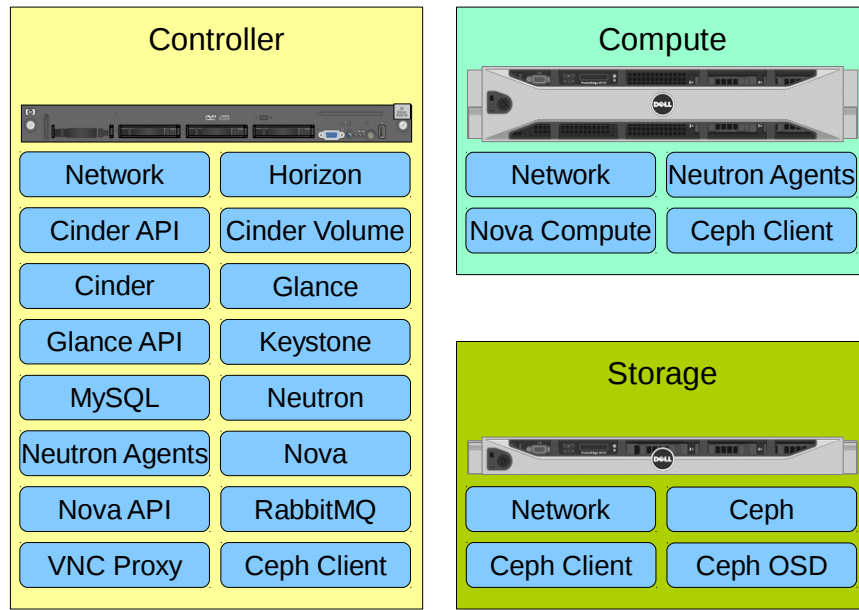 Controller
Network
Horizon
Cinder API
Cinder Volume
Cinder
Glance
Glance API
Keystone
MySQL
Neutron
Neutron Agents
Nova
Nova API
RabbitMQ
VNC Proxy
Ceph Client
Compute
DELL
Network
Neutron Agents
Nova Compute
Ceph Client
Storage
DELL
Network
Ceph
Ceph Client
Ceph OSD